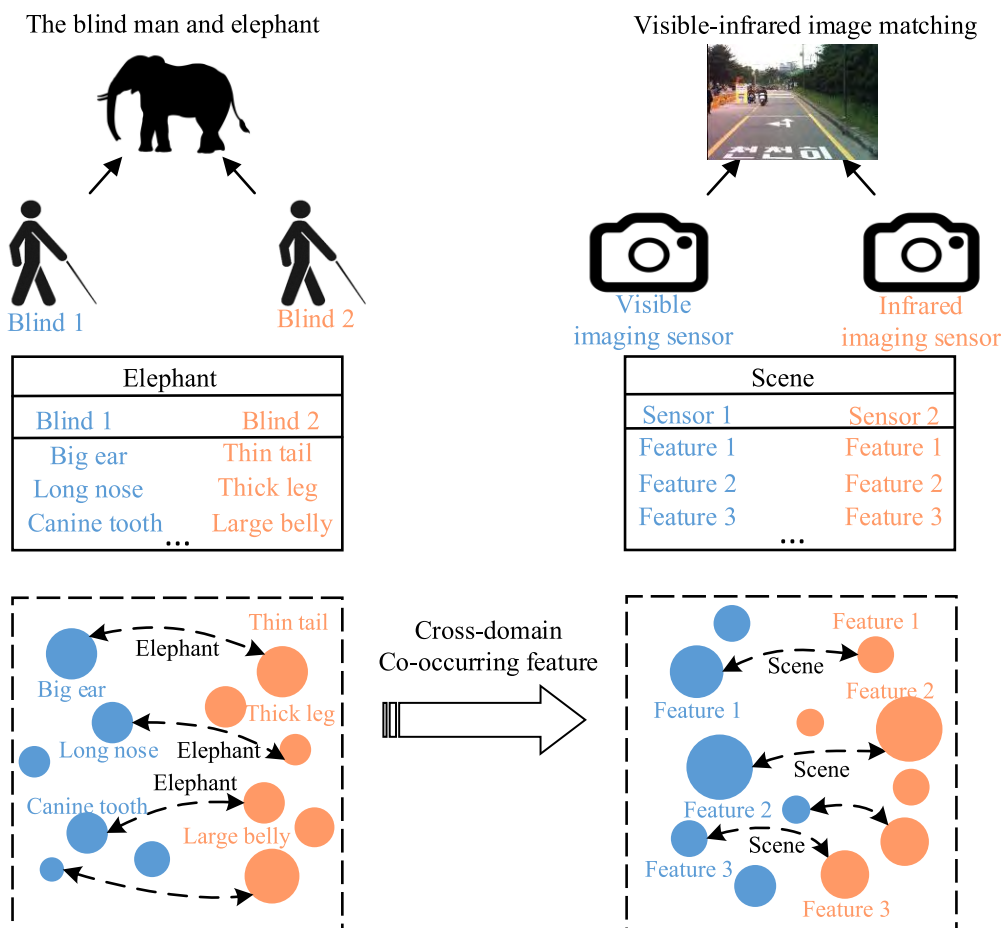 The blind man and elephant
Visible-infrared image matching
천천히
Blind 1
Blind 2
Visible
imaging sensor
Infrared
imaging sensor
Elephant
Blind 1 Blind 2
Big ear Thin tail
Long nose Thick leg
Canine tooth Large belly
...
Scene
Sensor 1 Sensor 2
Feature 1 Feature 1
Feature 2 Feature 2
Feature 3 Feature 3
...
Thin tail
Elephant
Big ear
Thick leg
Long nose
Elephant
Elephant
Canine tooth
Large belly
Cross-domain
Co-occurring feature
Feature 1
Scene
Feature 1
Feature 2
Scene
Feature 2
Scene
Feature 3
Feature 3